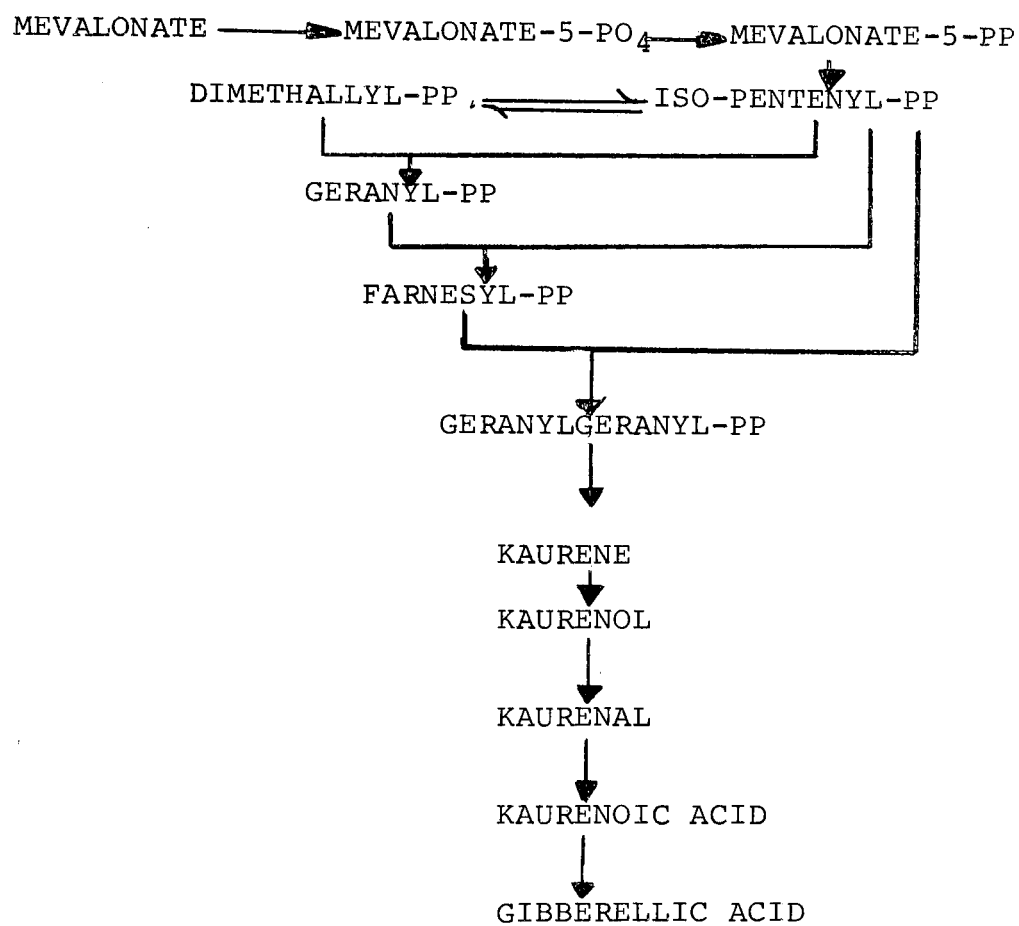 MEVALONATE MEVALONATE-5-PO4 MEVALONATE-5-PP
DIMETHALLYL-PP ISO-PENTENYL-PP
GERANYL-PP
FARNESYL-PP
GERANYLGERANYL-PP
KAURENE
KAURENOL
KAURENAL
KAURENOIC ACID
GIBBERELLIC ACID